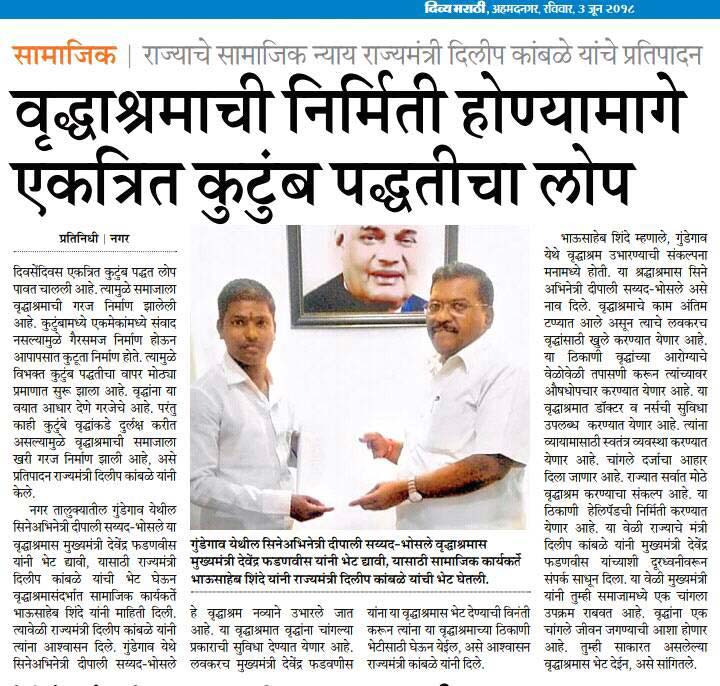 दिव्य मराठी, अहमदनगर, रविवार, 3 जून २०१८
सामाजिक | राज्याचे सामाजिक न्याय राज्यमंत्री दिलीप कांबळे यांचे प्रतिपादन
वृद्धाश्रमाची निर्मिती होण्यामागे
एकत्रित कुटुंब पद्धतीचा लोप
प्रतिनिधी | नगर
दिवसेंदिवस एकत्रित कुटुंब पद्धत लोप
पावत चालली आहे. त्यामुळे समाजाला
वृद्धाश्रमाची गरज निर्माण झालेली
आहे. कुटुंबामध्ये एकमेकांमध्ये संवाद
नसल्यामुळे गैरसमज निर्माण होऊन
आपापसात कुटूता निर्माण होते. त्यामुळे
विभक्त कुटुंब पद्धतीचा वापर मोठ्या
प्रमाणात सुरू झाला आहे. वृद्धांना या
वयात आधार देणे गरजेचे आहे. परंतु
काही कुटुंबे वृद्धांकडे दुर्लक्ष करीत
असल्यामुळे वृद्धाश्रमाची समाजाला
खरी गरज निर्माण झाली आहे, असे
प्रतिपादन राज्यमंत्री दिलीप कांबळे यांनी
केले.
नगर तालुक्यातील गुंडेगाव येथील
सिनेअभिनेत्री दीपाली सय्यद-भोसले या
वृद्धाश्रमास मुख्यमंत्री देवेंद्र फडणवीस
यांनी भेट द्यावी, यासाठी राज्यमंत्री
दिलीप कांबळे यांची भेट घेऊन
वृद्धाश्रमासंदर्भात सामाजिक कार्यकर्ते
भाऊसाहेब शिंदे यांनी माहिती दिली.
त्यावेळी राज्यमंत्री दिलीप कांबळे यांनी
त्यांना आश्वासन दिले. गुंडेगाव येथे
सिनेअभिनेत्री दीपाली सय्यद-भोसले
गुंडेगाव येथील सिनेअभिनेत्री दीपाली सय्यद-भोसले वृद्धाश्रमास
मुख्यमंत्री देवेंद्र फडणवीस यांनी भेट द्यावी, यासाठी सामाजिक कार्यकर्ते
भाऊसाहेब शिंदे यांनी राज्यमंत्री दिलीप कांबळे यांची भेट घेतली.
हे वृद्धाश्रम नव्याने उभारले जात
आहे. या वृद्धाश्रमात वृद्धांना चांगल्या
प्रकाराची सुविधा देण्यात येणार आहे.
लवकरच मुख्यमंत्री देवेंद्र फडवणीस
यांना या वृद्धाश्रमास भेट देण्याची विनंती
करून त्यांना या वृद्धाश्रमाच्या ठिकाणी
भेटीसाठी घेऊन येईल, असे आश्वासन
राज्यमंत्री कांबळे यांनी दिले.
भाऊसाहेब शिंदे म्हणाले, गुंडेगाव
येथे वृद्धाश्रम उभारण्याची संकल्पना
मनामध्ये होती. या श्रद्धाश्रमास सिने
अभिनेत्री दीपाली सय्यद-भोसले असे
नाव दिले. वृद्धाश्रमाचे काम अंतिम
टप्प्यात आले असून त्याचे लवकरच
वृद्धांसाठी खुले करण्यात येणार आहे.
या ठिकाणी वृद्धांच्या आरोग्याचे
वेळोवेळी तपासणी करून त्यांच्यावर
औषधोपचार करण्यात येणार आहे. या
वृद्धाश्रमात डॉक्टर व नर्सची सुविधा
उपलब्ध करण्यात येणार आहे. त्यांना
व्यायामासाठी स्वतंत्र व्यवस्था करण्यात
येणार आहे. चांगले दर्जाचा आहार
दिला जाणार आहे. राज्यात सर्वात मोठे
वृद्धाश्रम करण्याचा संकल्प आहे. या
ठिकाणी हेलिपॅडची निर्मिती करण्यात
येणार आहे. या वेळी राज्याचे मंत्री
दिलीप कांबळे यांनी मुख्यमंत्री देवेंद्र
फडणवीस यांच्याशी दूरध्वनीवरून
संपर्क साधून दिला. या वेळी मुख्यमंत्री
यांनी तुम्ही समाजामध्ये एक चांगला
उपक्रम राबवत आहे. वृद्धांना एक
चांगले जीवन जगण्याची आशा होणार
आहे. तुम्ही साकारत असलेल्या
वृद्धाश्रमास भेट देईन, असे सांगितले.